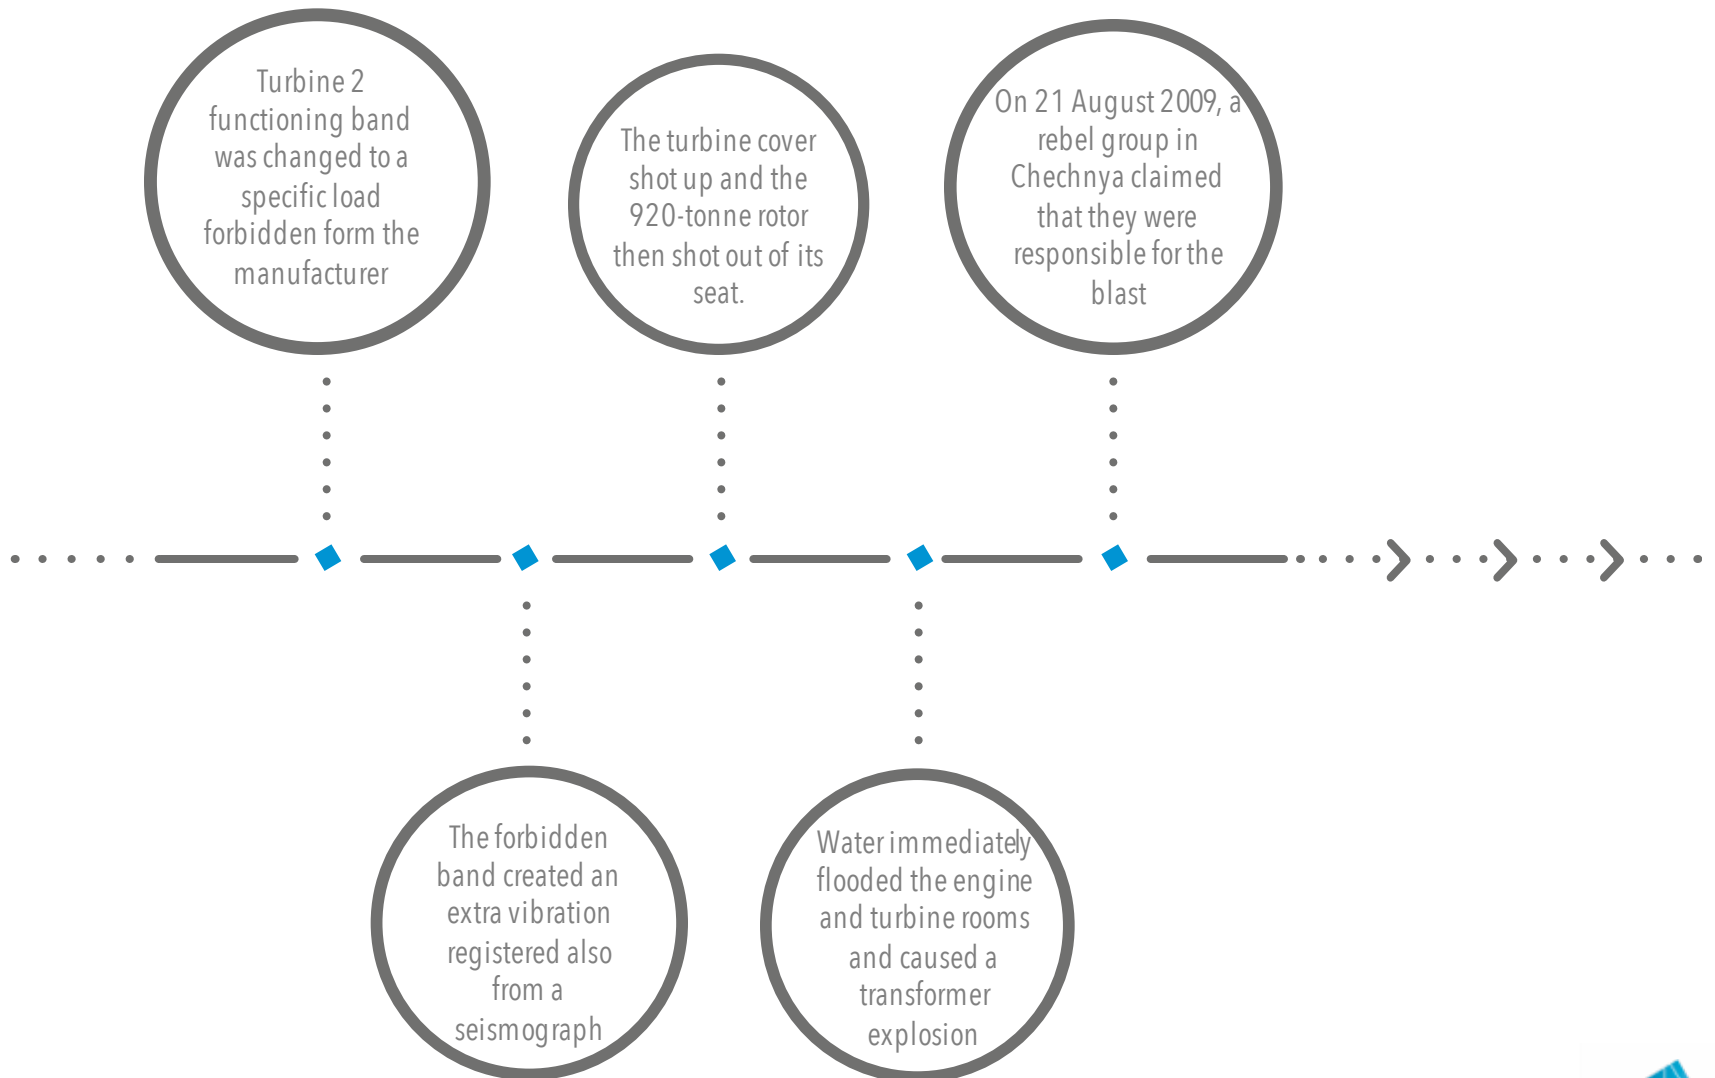 Turbine 2
functioning band
was changed to a
specific load
forbidden form the
manufacturer
The forbidden
band created an
extra vibration
registered also
from a
seismograph
The turbine cover
shot up and the
920-tonne rotor
then shot out of its
seat.
Water immediately
flooded the engine
and turbine rooms
and caused a
transformer
explosion
On 21 August 2009, a
rebel group in
Chechnya claimed
that they were
responsible for the
blast